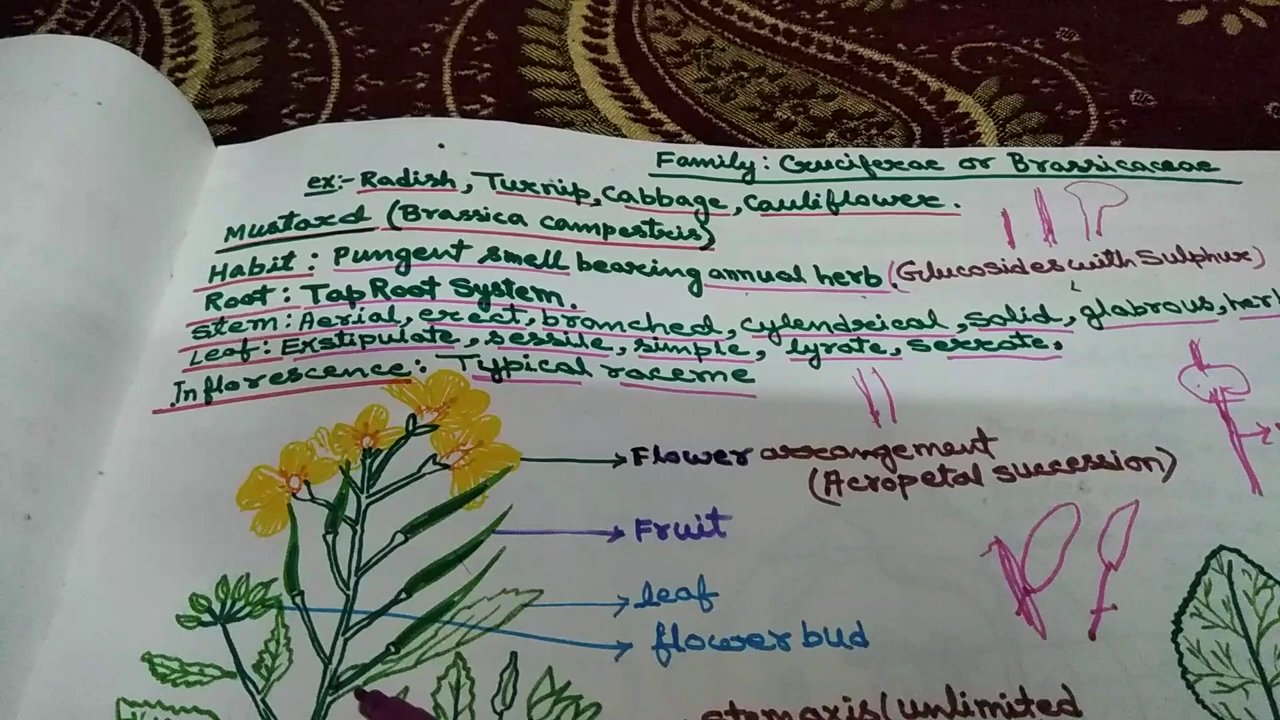 Family: Cruciferae or Brassicaceae
ex:- Radish, Turnip, Cabbage, Cauliflower.
Mustard (Brassica campestris)
Habit: Pungent smell bearing annual herb. (Glucosides with Sulphur)
Root: Tap Root System.
Stem: Aerial, erect, branched, cylendrical, solid, glabrous, her
Leaf: Exstipulate, sessile, simple, lyrate, serrate.
Inflorescence: Typical raceme
Flower arrangement
(Acropetal succession)
Fruit
leaf
flower bud
stem axis (unlimited